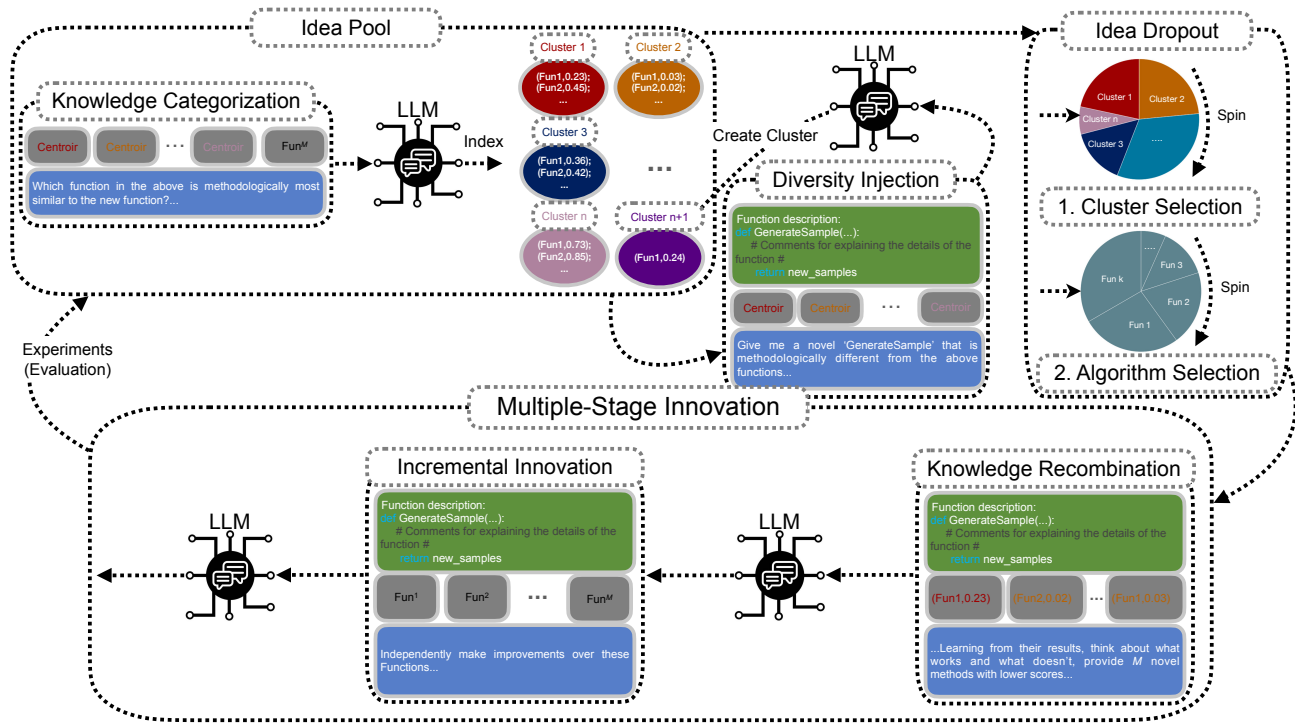 Idea Pool
Knowledge Categorization
Centroir
Centroir
...
Centroir
Fun^M
Which function in the above is methodologically most
similar to the new function?...
LLM
Index
Cluster 1
(Fun1,0.23);
(Fun2,0.45);
...
Cluster 2
(Fun1,0.03);
(Fun2,0.02);
...
Cluster 3
(Fun1,0.36);
(Fun2,0.42);
...
...
Cluster n
(Fun1,0.73);
(Fun2,0.85);
...
Cluster n+1
(Fun1,0.24)
LLM
Create Cluster
Diversity Injection
Function description:
def GenerateSample(...):
# Comments for explaining the details of the
function #
return new_samples
Centroir
Centroir
...
Centroir
Give me a novel ‘GenerateSample’ that is
methodologically different from the above
functions...
Idea Dropout
Cluster 1
Cluster 2
Cluster n
Cluster 3
....
Spin
1. Cluster Selection
....
Fun 3
Fun k
Fun 2
Fun 1
Spin
2. Algorithm Selection
Experiments
(Evaluation)
Multiple-Stage Innovation
LLM
Incremental Innovation
Function description:
def GenerateSample(...):
# Comments for explaining the details of the
function #
return new_samples
Fun¹
Fun²
...
Fun^M
Independently make improvements over these
Functions...
LLM
Knowledge Recombination
Function description:
def GenerateSample(...):
# Comments for explaining the details of the
function #
return new_samples
(Fun1,0.23)
(Fun2,0.02)
...
(Fun1,0.03)
...Learning from their results, think about what
works and what doesn’t, provide M novel
methods with lower scores...